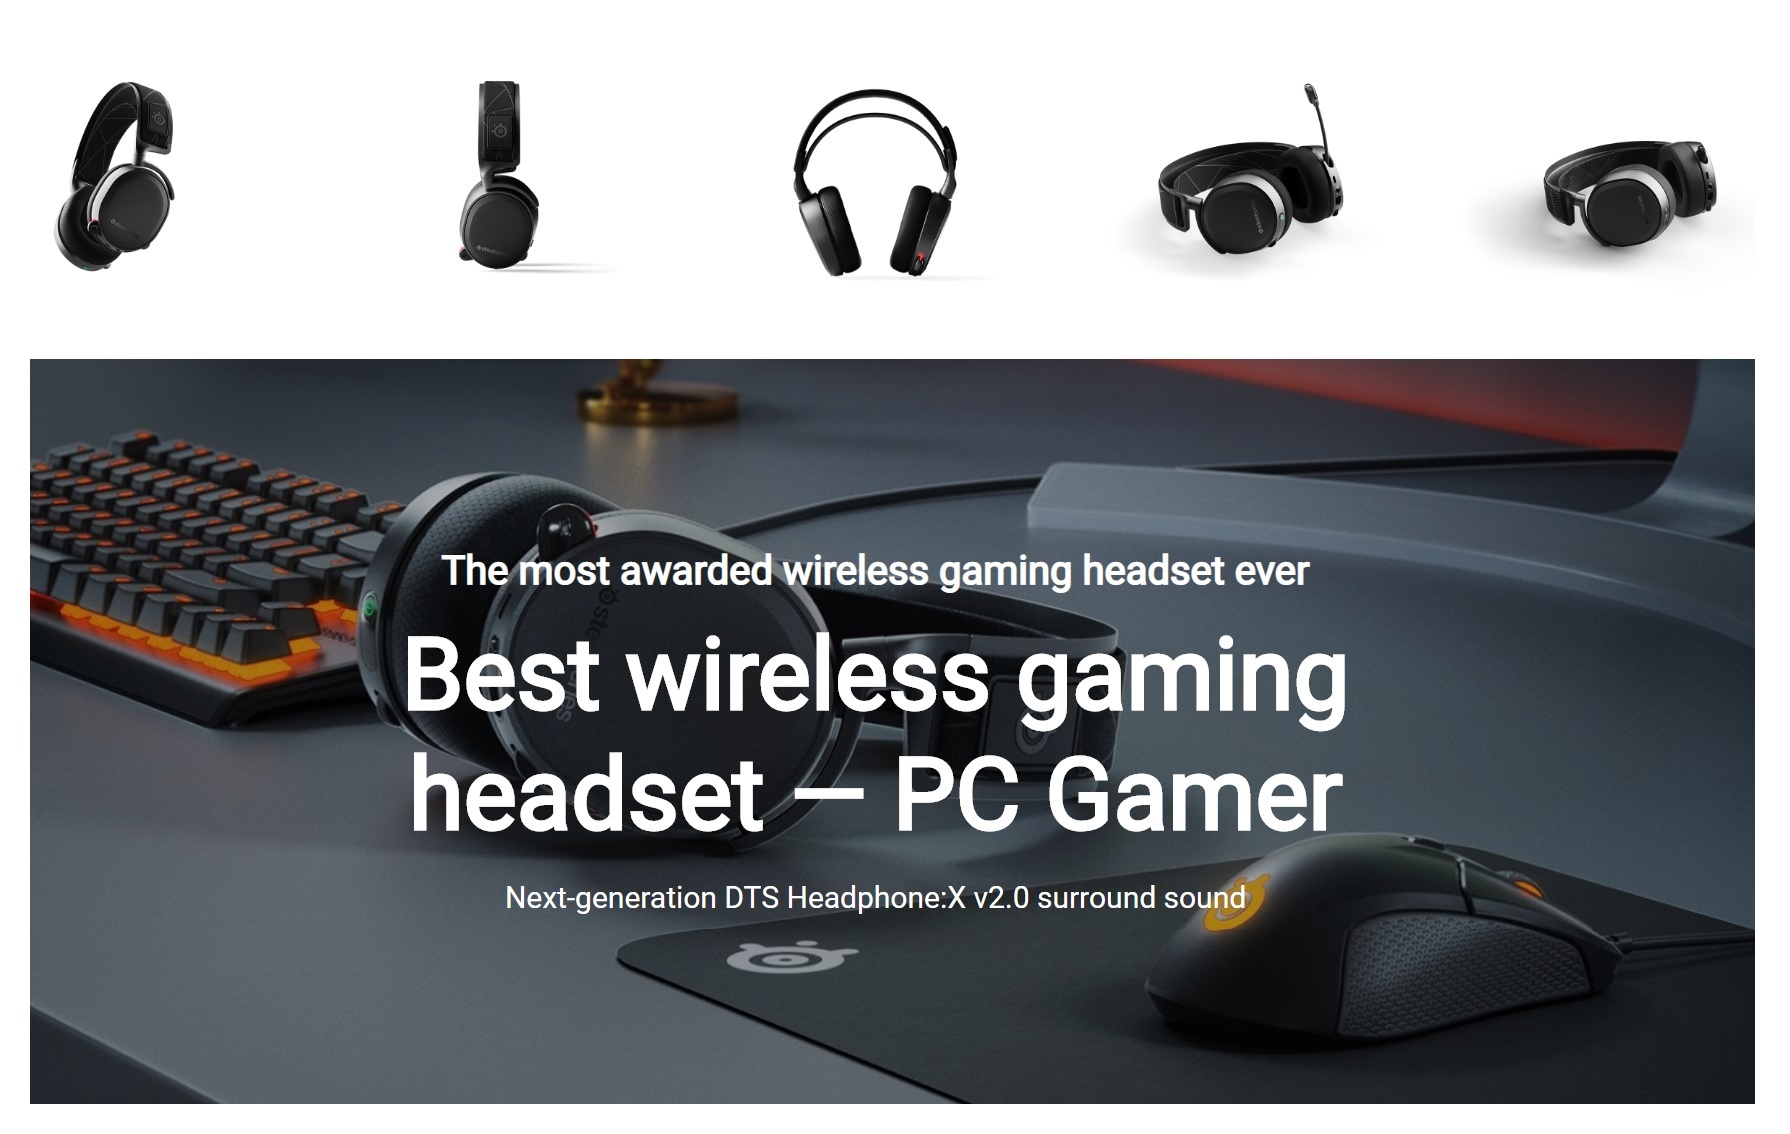 The most awarded wireless gaming headset ever
Best wireless gaming
headset — PC Gamer
Next-generation DTS Headphone:X v2.0 surround sound